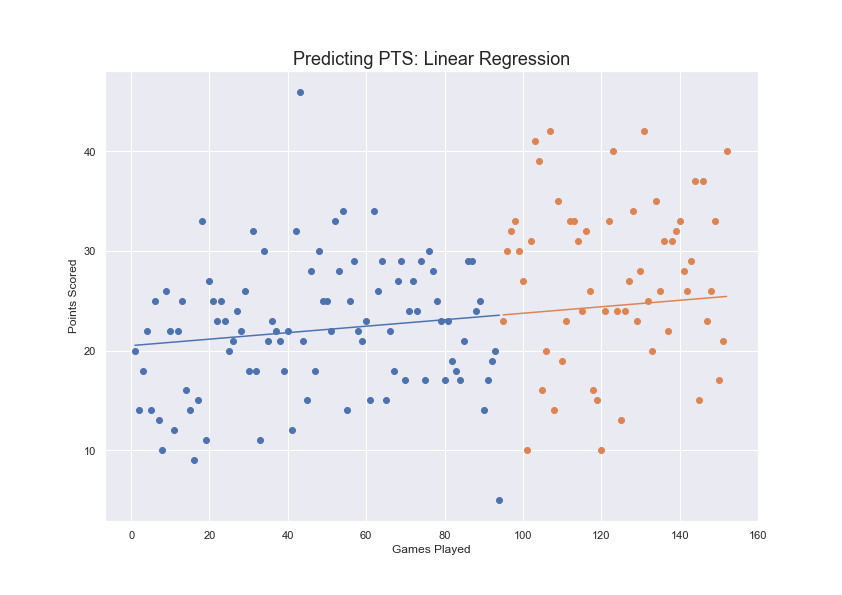 Predicting PTS: Linear Regression
Points Scored
40
30
20
10
0 20 40 60 80 100 120 140 160
Games Played